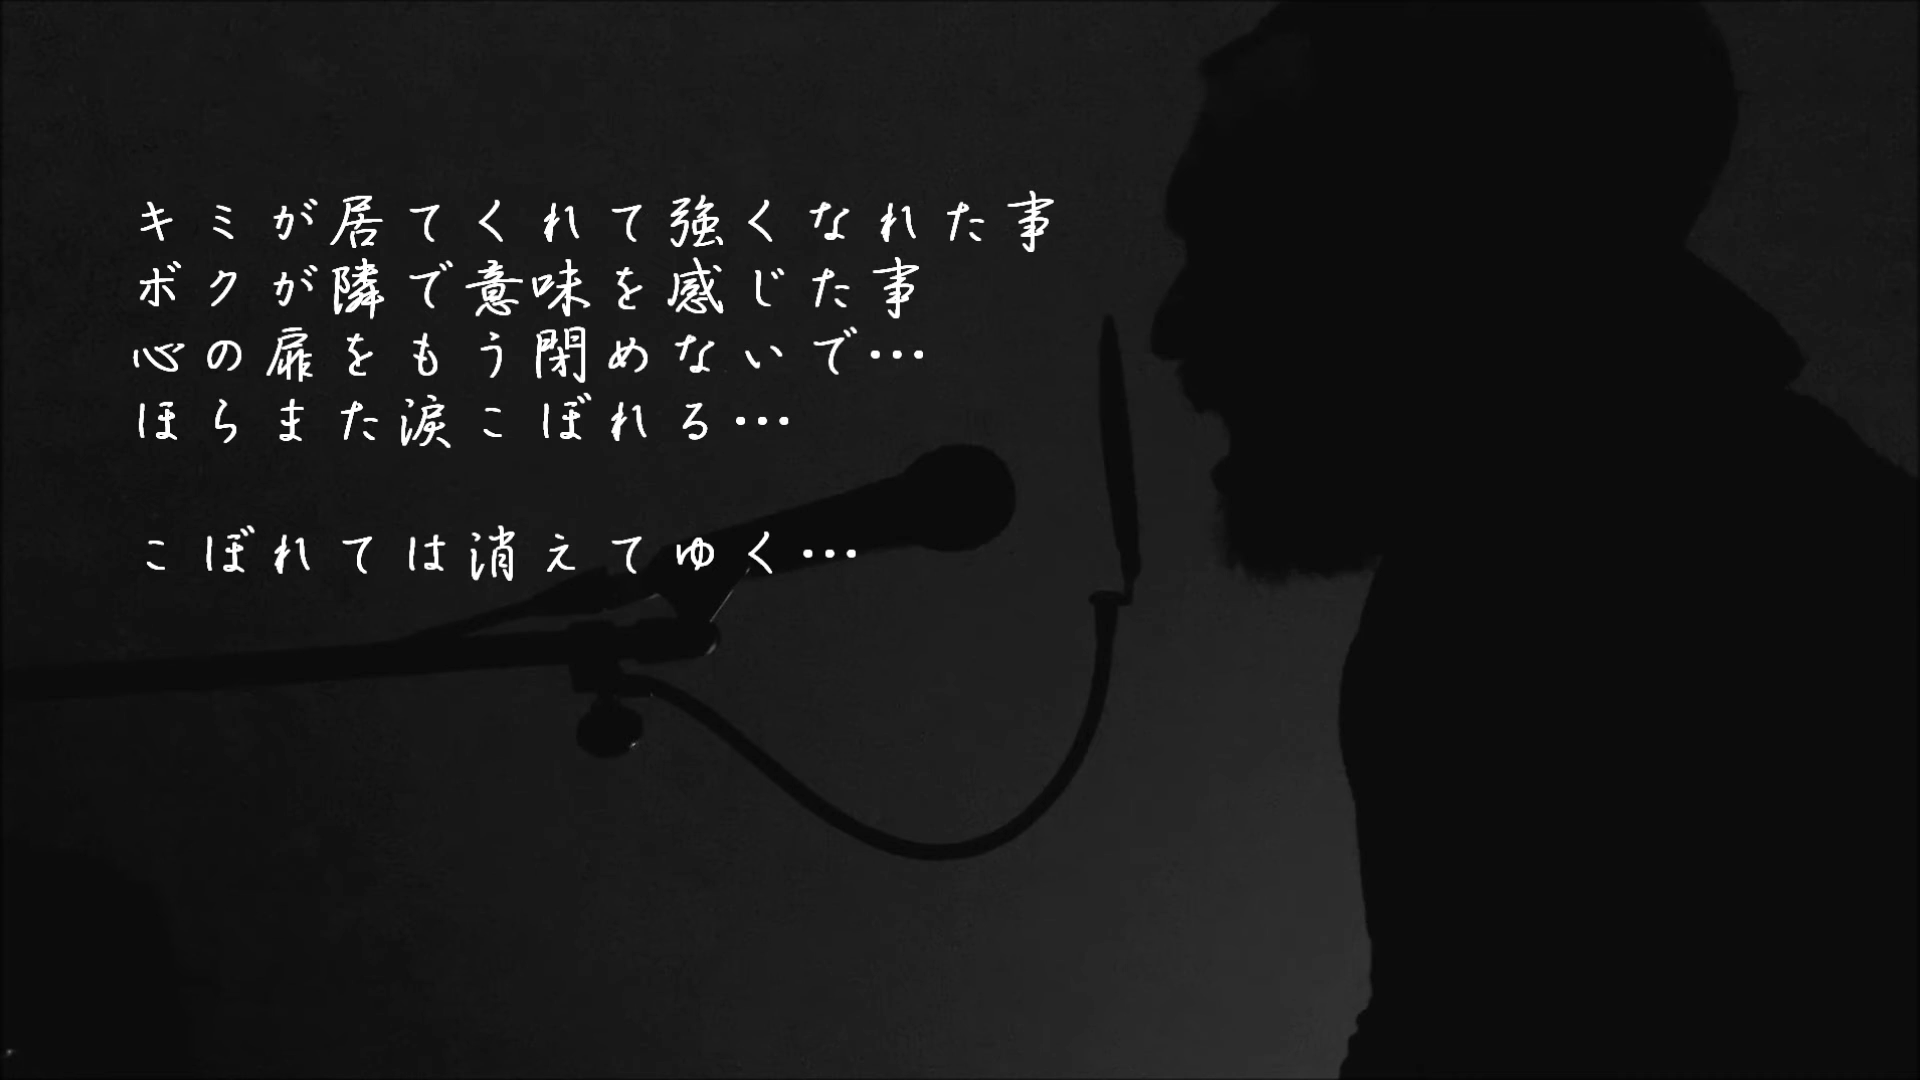 キミが居てくれて強くなれた事
ボクが隣で意味を感じた事
心の扉をもう閉めないで…
ほらまた涙こぼれる…
こぼれては消えてゆく…